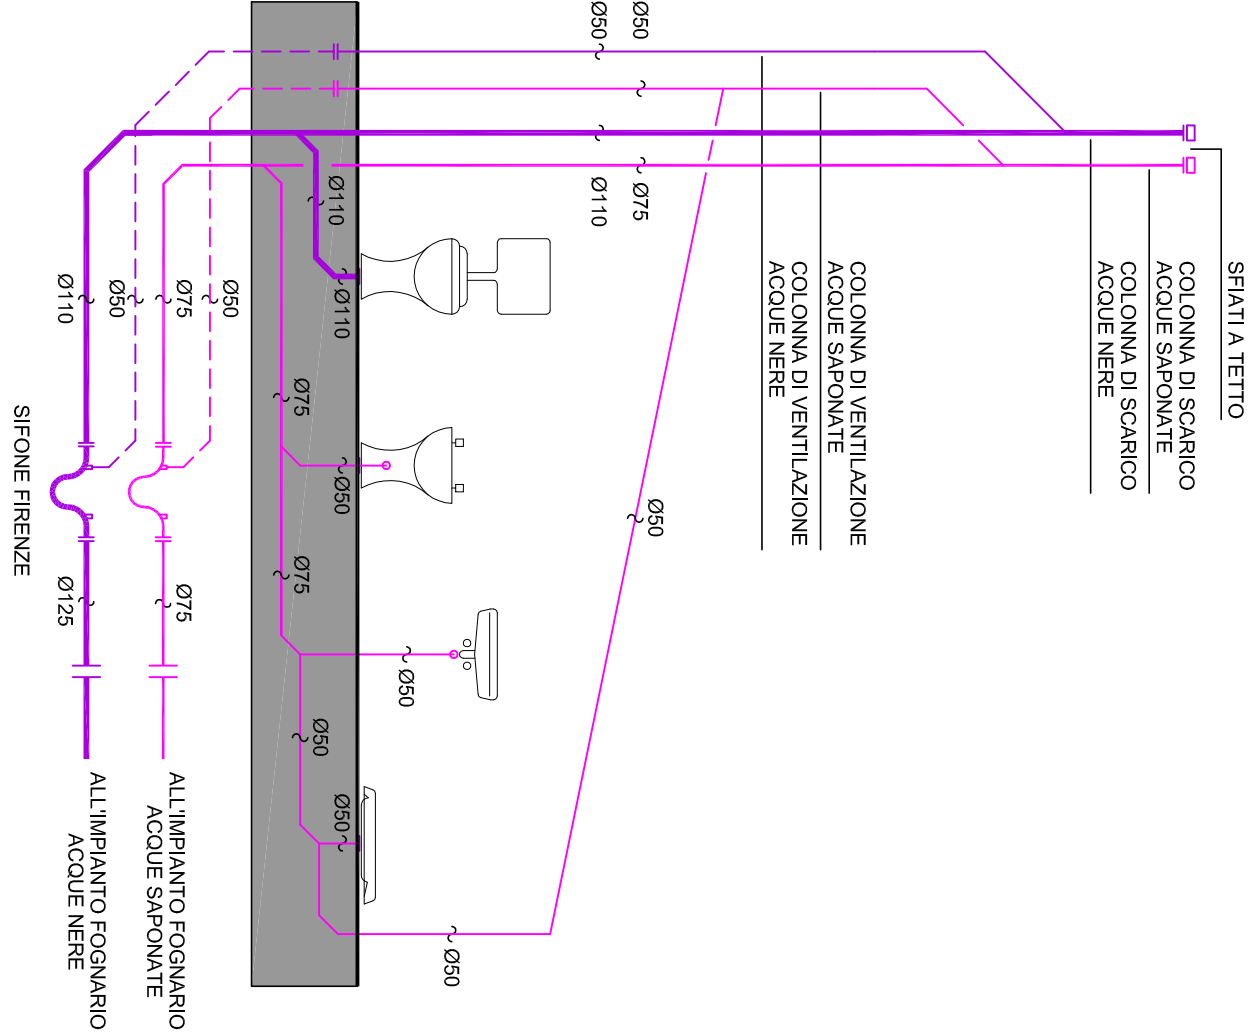 SFIATI A TETTO
COLONNA DI SCARICO
ACQUE SAPONATE
COLONNA DI SCARICO
ACQUE NERE
COLONNA DI VENTILAZIONE
ACQUE SAPONATE
COLONNA DI VENTILAZIONE
ACQUE NERE
Ø50
Ø75
Ø50
Ø110
Ø50
Ø50
Ø50
Ø110
Ø110
Ø50
Ø50
Ø50
Ø75
Ø75
Ø50
Ø75
Ø75
ALL'IMPIANTO FOGNARIO
ACQUE SAPONATE
Ø50
Ø110
Ø125
ALL'IMPIANTO FOGNARIO
ACQUE NERE
SIFONE FIRENZE